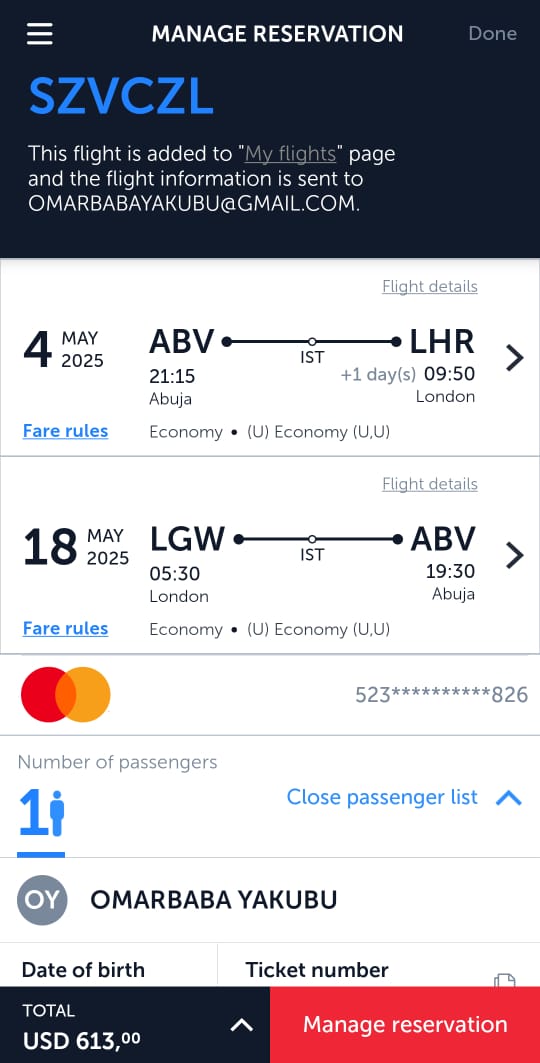 MANAGE RESERVATION Done
SZVCZL
This flight is added to "My flights" page
and the flight information is sent to
OMARBABAYAKUBU@GMAIL.COM.
Flight details
4 MAY 2025
ABV LHR
IST
21:15 +1 day(s) 09:50
Abuja London
Fare rules Economy • (U) Economy (U,U)
Flight details
18 MAY 2025
LGW ABV
IST
05:30 19:30
London Abuja
Fare rules Economy • (U) Economy (U,U)
523**********826
Number of passengers
1 Close passenger list
OY OMARBABA YAKUBU
Date of birth Ticket number
TOTAL
USD 613,00 Manage reservation